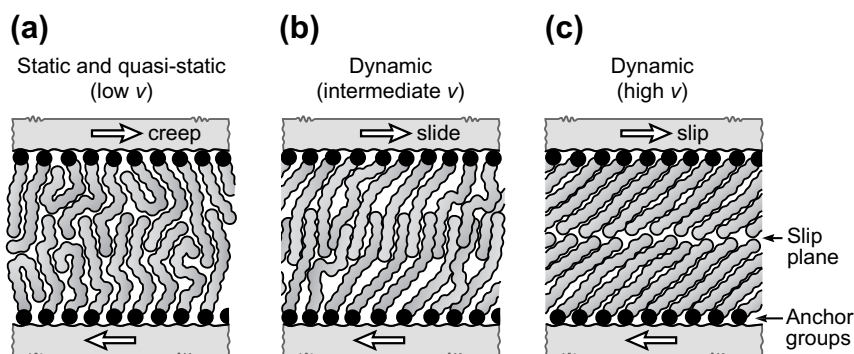 (a)
Static and quasi-static
(low v)
creep
(b)
Dynamic
(intermediate v)
slide
(c)
Dynamic
(high v)
slip
Slip
plane
Anchor
groups